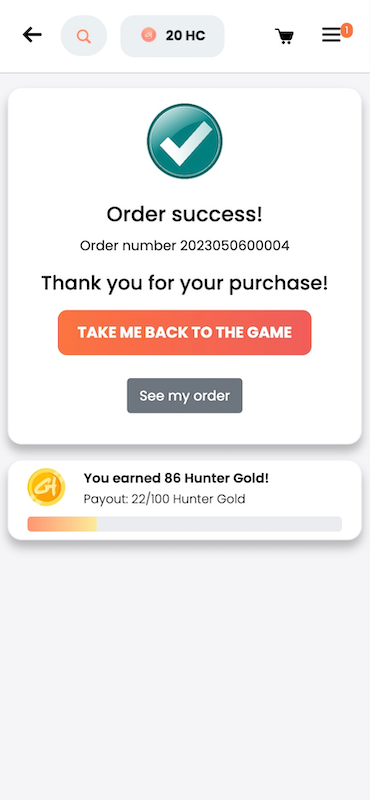 20 HC
1
Order success!
Order number 2023050600004
Thank you for your purchase!
TAKE ME BACK TO THE GAME
See my order
You earned 86 Hunter Gold!
Payout: 22/100 Hunter Gold